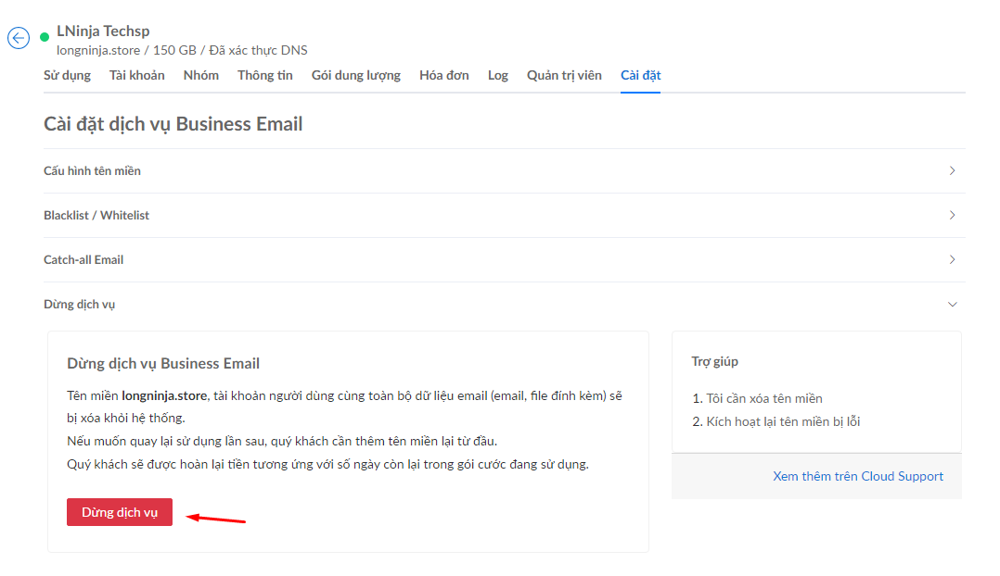 LNinja Techsp
longninja.store / 150 GB / Đã xác thực DNS
Sử dụng Tài khoản Nhóm Thông tin Gói dung lượng Hóa đơn Log Quản trị viên Cài đặt
Cài đặt dịch vụ Business Email
Cấu hình tên miền
Blacklist / Whitelist
Catch-all Email
Dừng dịch vụ
Dừng dịch vụ Business Email
Tên miền longninja.store, tài khoản người dùng cùng toàn bộ dữ liệu email (email, file đính kèm) sẽ
bị xóa khỏi hệ thống.
Nếu muốn quay lại sử dụng lần sau, quý khách cần thêm tên miền lại từ đầu.
Quý khách sẽ được hoàn lại tiền tương ứng với số ngày còn lại trong gói cước đang sử dụng.
Dừng dịch vụ
Trợ giúp
1. Tôi cần xóa tên miền
2. Kích hoạt lại tên miền bị lỗi
Xem thêm trên Cloud Support